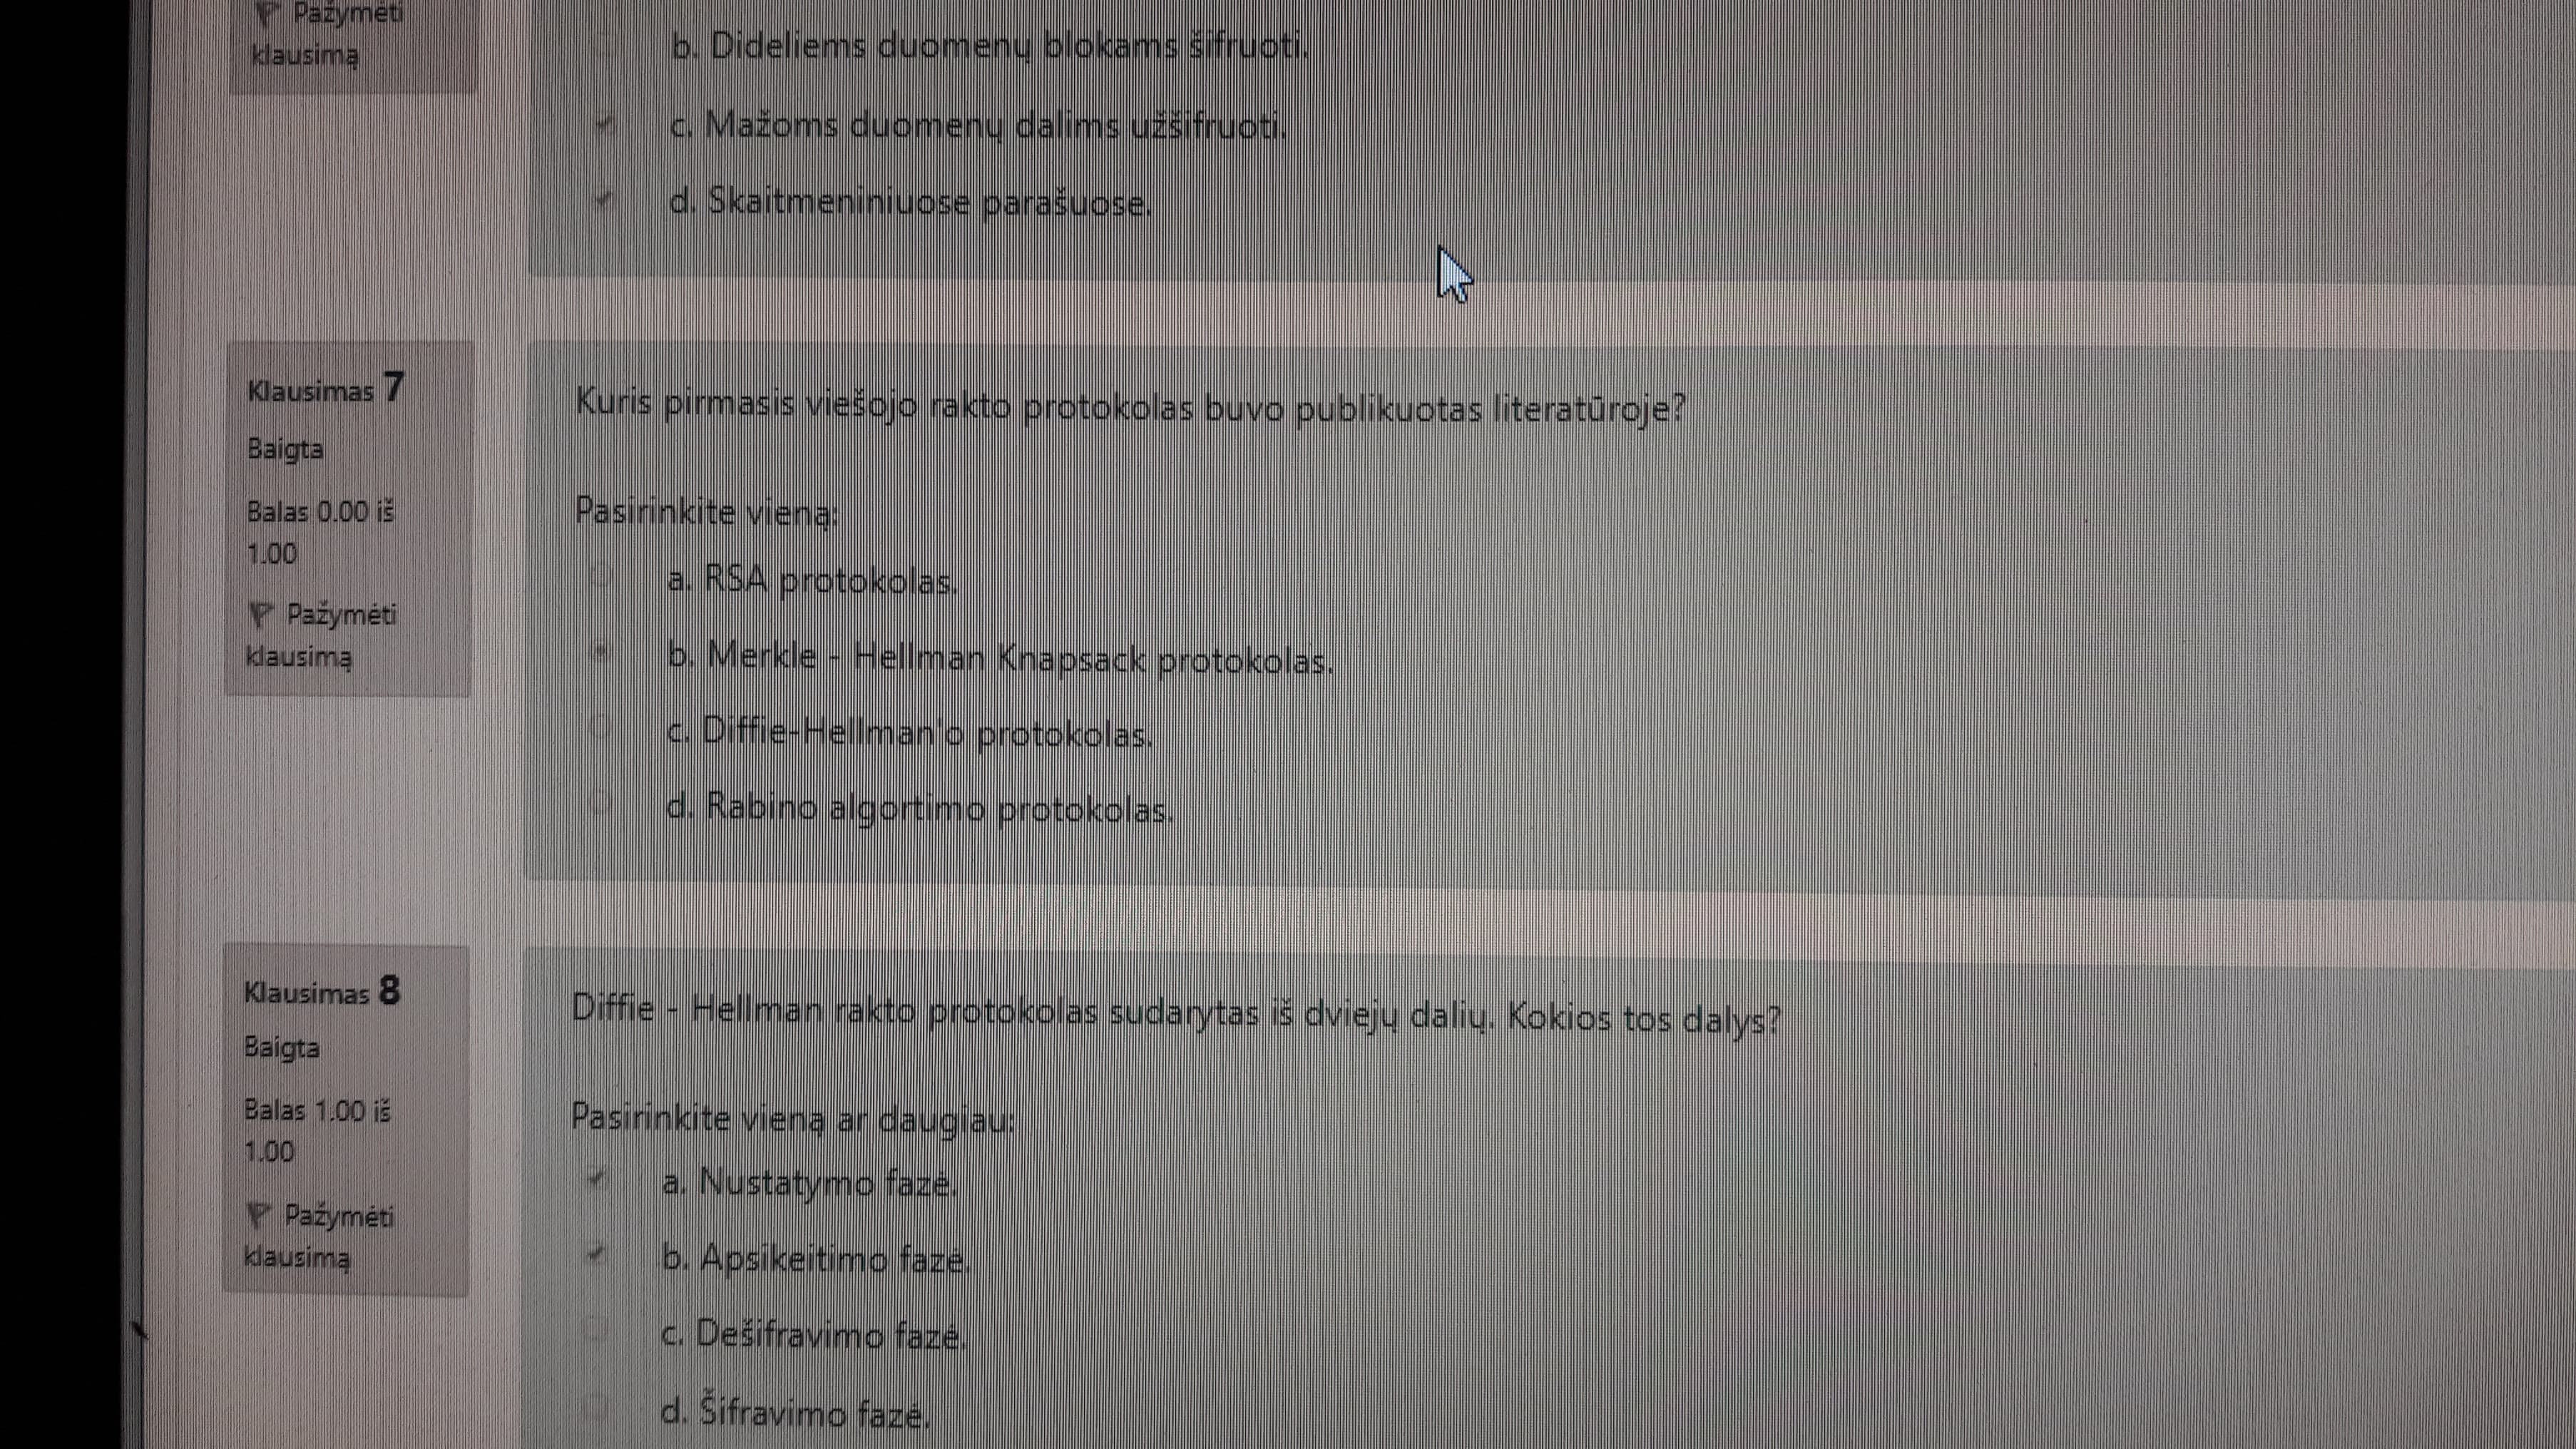 Pažymėti
klausimą
b. Dideliems duomenų blokams šifruoti.
c. Mažoms duomenų dalims užšifruoti.
d. Skaitmeniniuose parašuose.
Klausimas 7
Baigta
Balas 0.00 iš
1.00
Pažymėti
klausimą
Kuris pirmasis viešojo rakto protokolas buvo publikuotas literatūroje?
Pasirinkite vieną:
a. RSA protokolas.
b. Merkle - Hellman Knapsack protokolas.
c. Diffie-Hellman'o protokolas.
d. Rabino algortimo protokolas.
Klausimas 8
Baigta
Balas 1.00 iš
1.00
Pažymėti
klausimą
Diffie - Hellman rakto protokolas sudarytas iš dviejų dalių. Kokios tos dalys?
Pasirinkite vieną ar daugiau:
a. Nustatymo fazė.
b. Apsikeitimo fazė.
c. Dešifravimo fazė.
d. Šifravimo fazė.